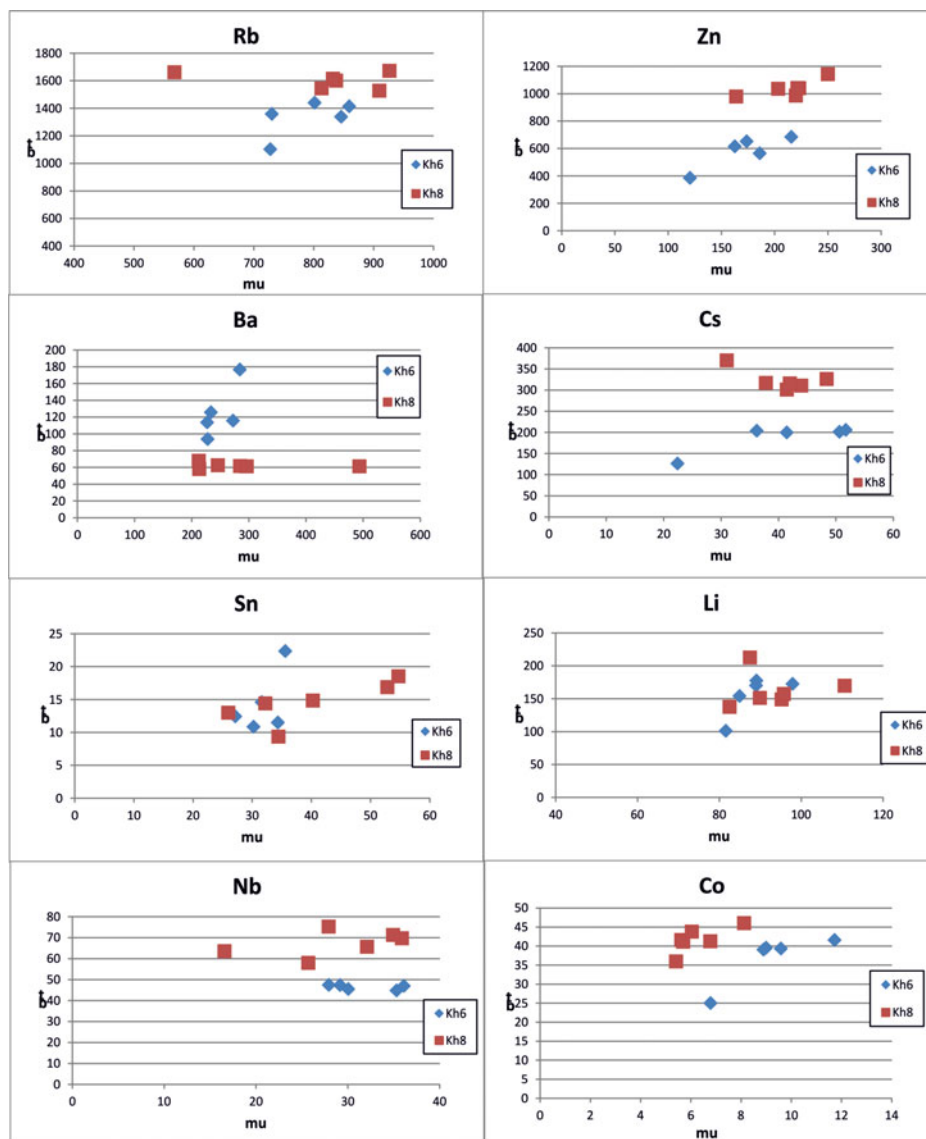 Rb
1800
1600
1400
1200
1000
800
600
400
bt
Kh6
Kh8
400 500 600 700 800 900 1000
mu
Zn
1200
1000
800
600
400
200
0
bt
Kh6
Kh8
0 50 100 150 200 250 300
mu
Ba
200
180
160
140
120
100
80
60
40
20
0
bt
Kh6
Kh8
0 100 200 300 400 500 600
mu
Cs
400
350
300
250
200
150
100
50
0
bt
Kh6
Kh8
0 10 20 30 40 50 60
mu
Sn
25
20
15
10
5
0
bt
Kh6
Kh8
0 10 20 30 40 50 60
mu
Li
250
200
150
100
50
0
bt
Kh6
Kh8
40 60 80 100 120
mu
Nb
80
70
60
50
40
30
20
10
0
bt
Kh6
Kh8
0 10 20 30 40
mu
Co
50
45
40
35
30
25
20
15
10
5
0
bt
Kh6
Kh8
0 2 4 6 8 10 12 14
mu